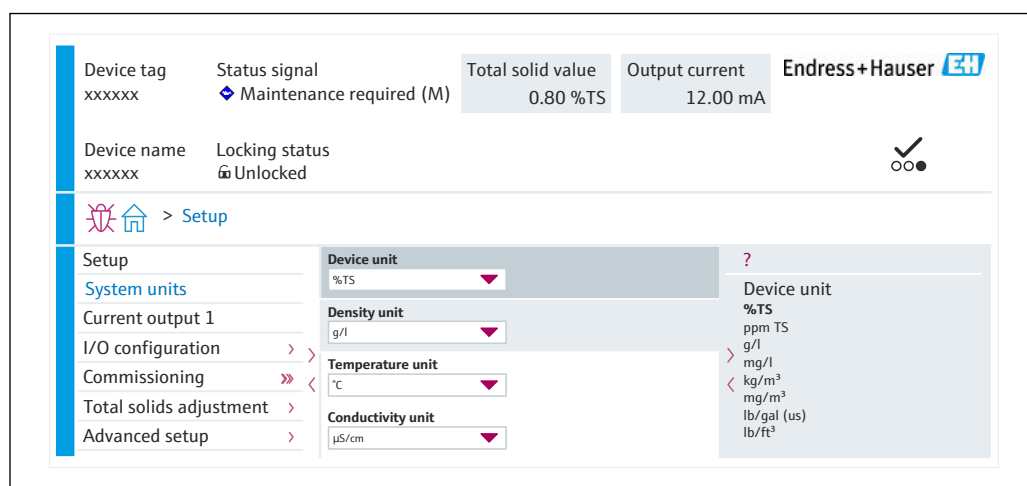 Device tag
xxxxxx
Status signal
Maintenance required (M)
Total solid value
0.80 %TS
Output current
12.00 mA
Endress+Hauser EH
Device name
xxxxxx
Locking status
Unlocked
> Setup
Setup
System units
Current output 1
I/O configuration >
Commissioning >>>
Total solids adjustment >
Advanced setup >
>
<
Device unit
%TS
Density unit
g/l
Temperature unit
°C
Conductivity unit
µS/cm
>
<
?
Device unit
%TS
ppm TS
g/l
mg/l
kg/m³
mg/m³
lb/gal (us)
lb/ft³